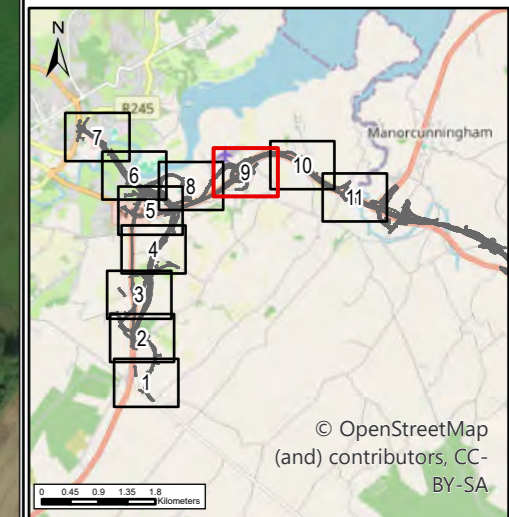 N
R245
Manorcunningham
7
6
8
9
10
5
11
4
3
2
1
© OpenStreetMap
(and) contributors, CC-
BY-SA
0 0.45 0.9 1.35 1.8
Kilometers